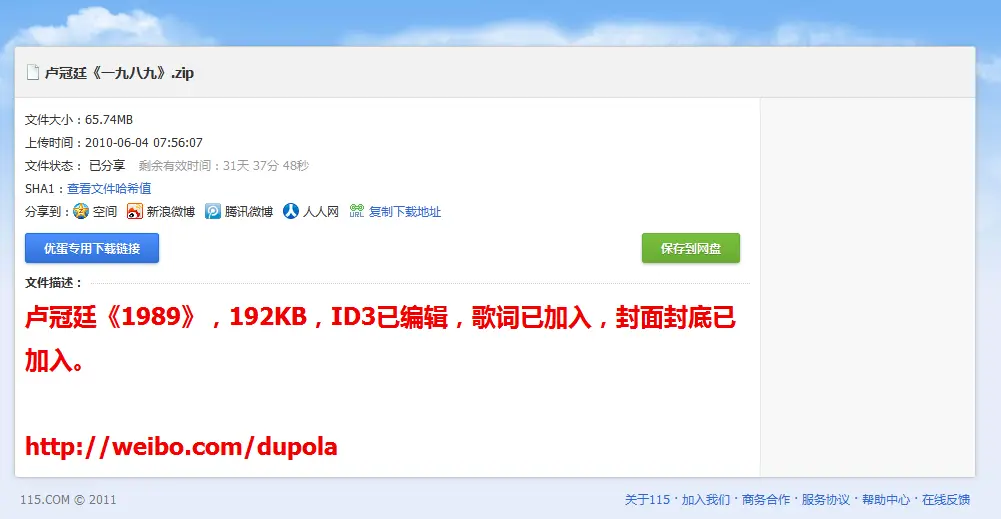 卢冠廷《一九八九》.zip
文件大小：65.74MB
上传时间：2010-06-04 07:56:07
文件状态： 已分享 剩余有效时间：31天 37分 48秒
SHA1：查看文件哈希值
分享到： 空间 新浪微博 腾讯微博 人人网 URL 复制下载地址
优蛋专用下载链接 保存到网盘
文件描述：
卢冠廷《1989》，192KB，ID3已编辑，歌词已加入，封面封底已
加入。
http://weibo.com/dupola
115.COM © 2011 关于115 · 加入我们 · 商务合作 · 服务协议 · 帮助中心 · 在线反馈